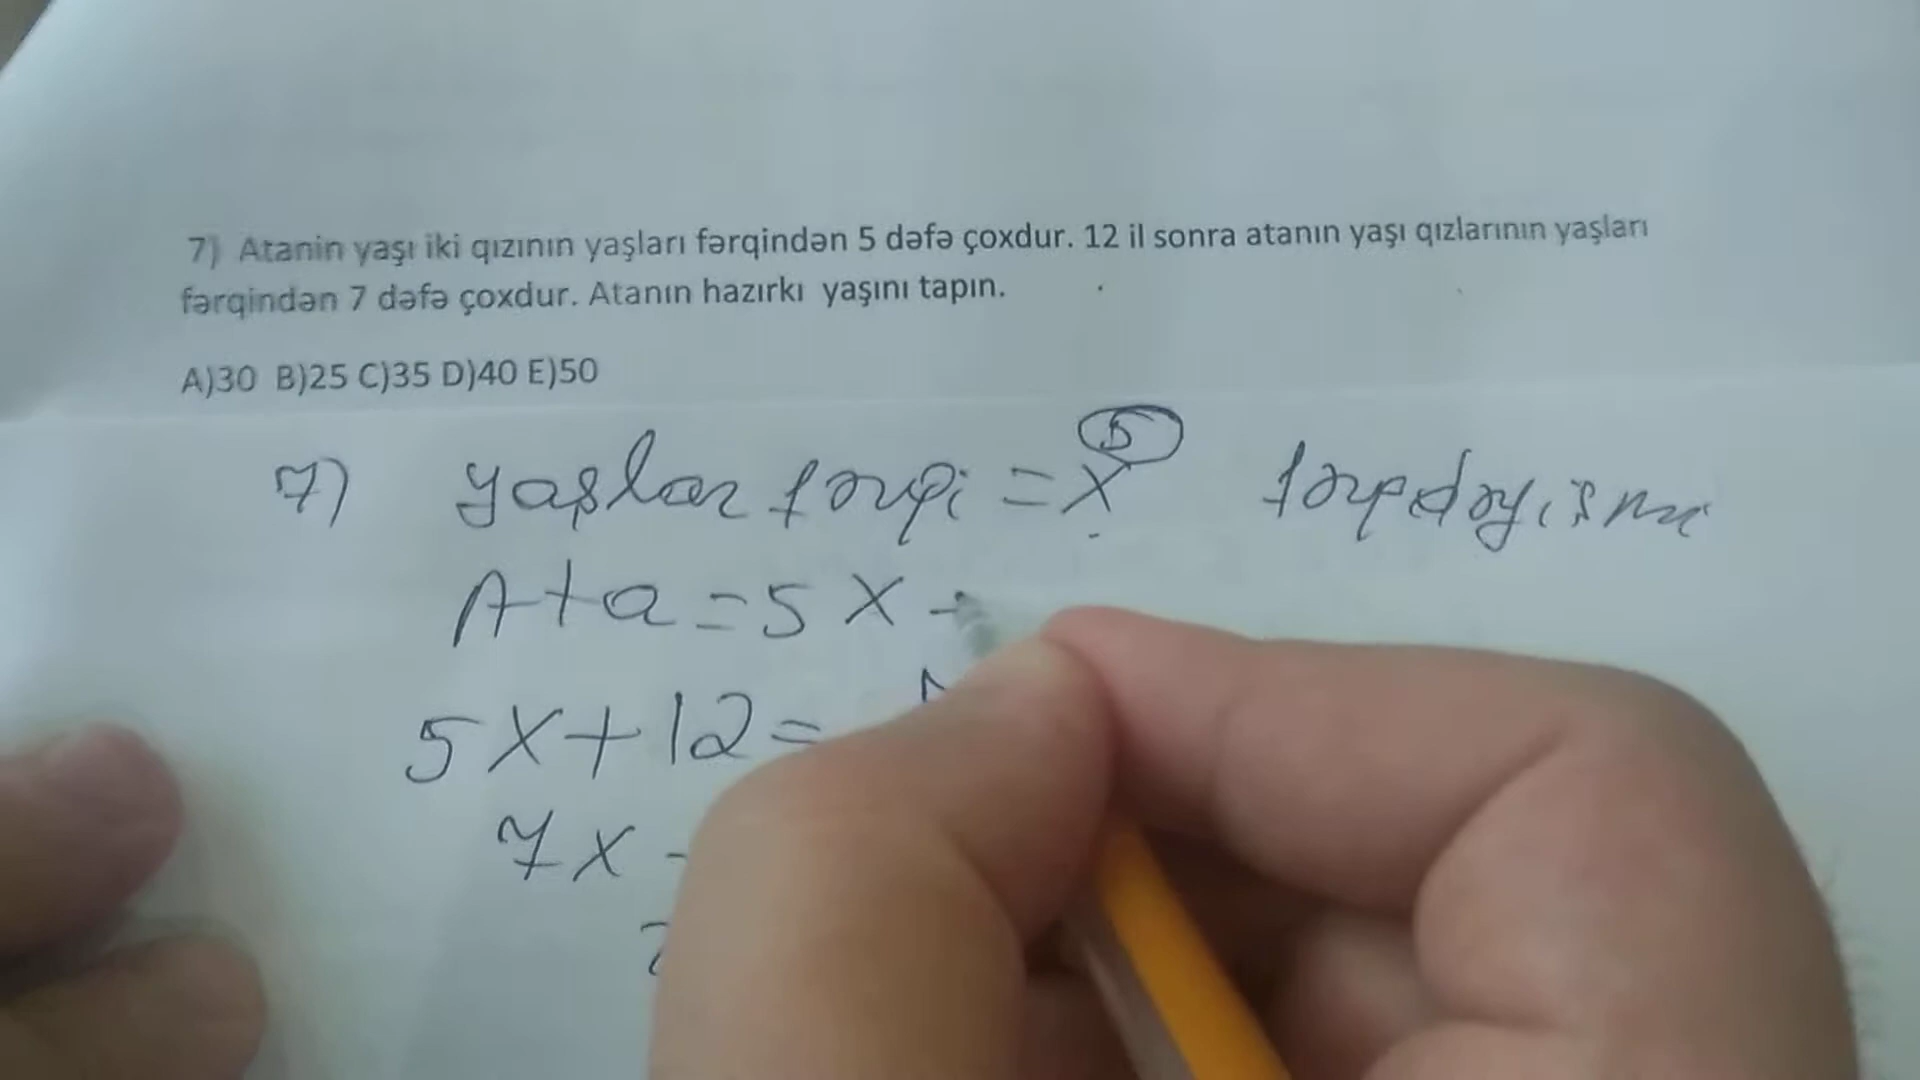 7) Atanin yaşı iki qızının yaşları fərqindən 5 dəfə çoxdur. 12 il sonra atanın yaşı qızlarının yaşları
fərqindən 7 dəfə çoxdur. Atanın hazırkı yaşını tapın.
A)30 B)25 C)35 D)40 E)50
7) yaşlar fərqi = x
Ata = 5x
5x+12=
7x -